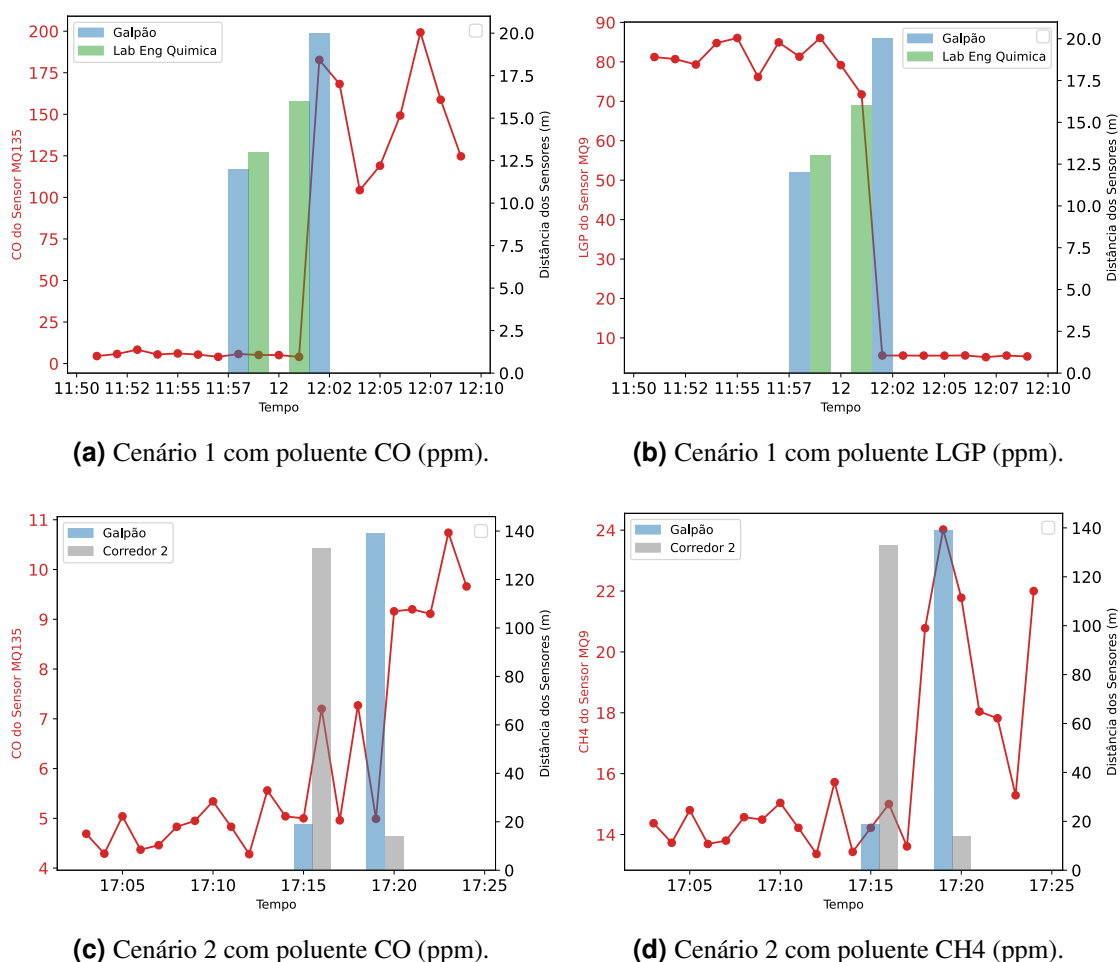 200
175
150
125
100
75
50
25
0
CO do Sensor MQ135
Galpão
Lab Eng Quimica
20.0
17.5
15.0
12.5
10.0
7.5
5.0
2.5
0.0
Distância dos Sensores (m)
11:50 11:52 11:55 11:57 12 12:02 12:05 12:07 12:10
Tempo
(a) Cenário 1 com poluente CO (ppm).
90
80
70
60
50
40
30
20
10
LGP do Sensor MQ9
Galpão
Lab Eng Quimica
20.0
17.5
15.0
12.5
10.0
7.5
5.0
2.5
0.0
Distância dos Sensores (m)
11:50 11:52 11:55 11:57 12 12:02 12:05 12:07 12:10
Tempo
(b) Cenário 1 com poluente LGP (ppm).
11
10
9
8
7
6
5
4
CO do Sensor MQ135
Galpão
Corredor 2
140
120
100
80
60
40
20
0
Distância dos Sensores (m)
17:05 17:10 17:15 17:20 17:25
Tempo
(c) Cenário 2 com poluente CO (ppm).
24
22
20
18
16
14
CH4 do Sensor MQ9
Galpão
Corredor 2
140
120
100
80
60
40
20
0
Distância dos Sensores (m)
17:05 17:10 17:15 17:20 17:25
Tempo
(d) Cenário 2 com poluente CH4 (ppm).